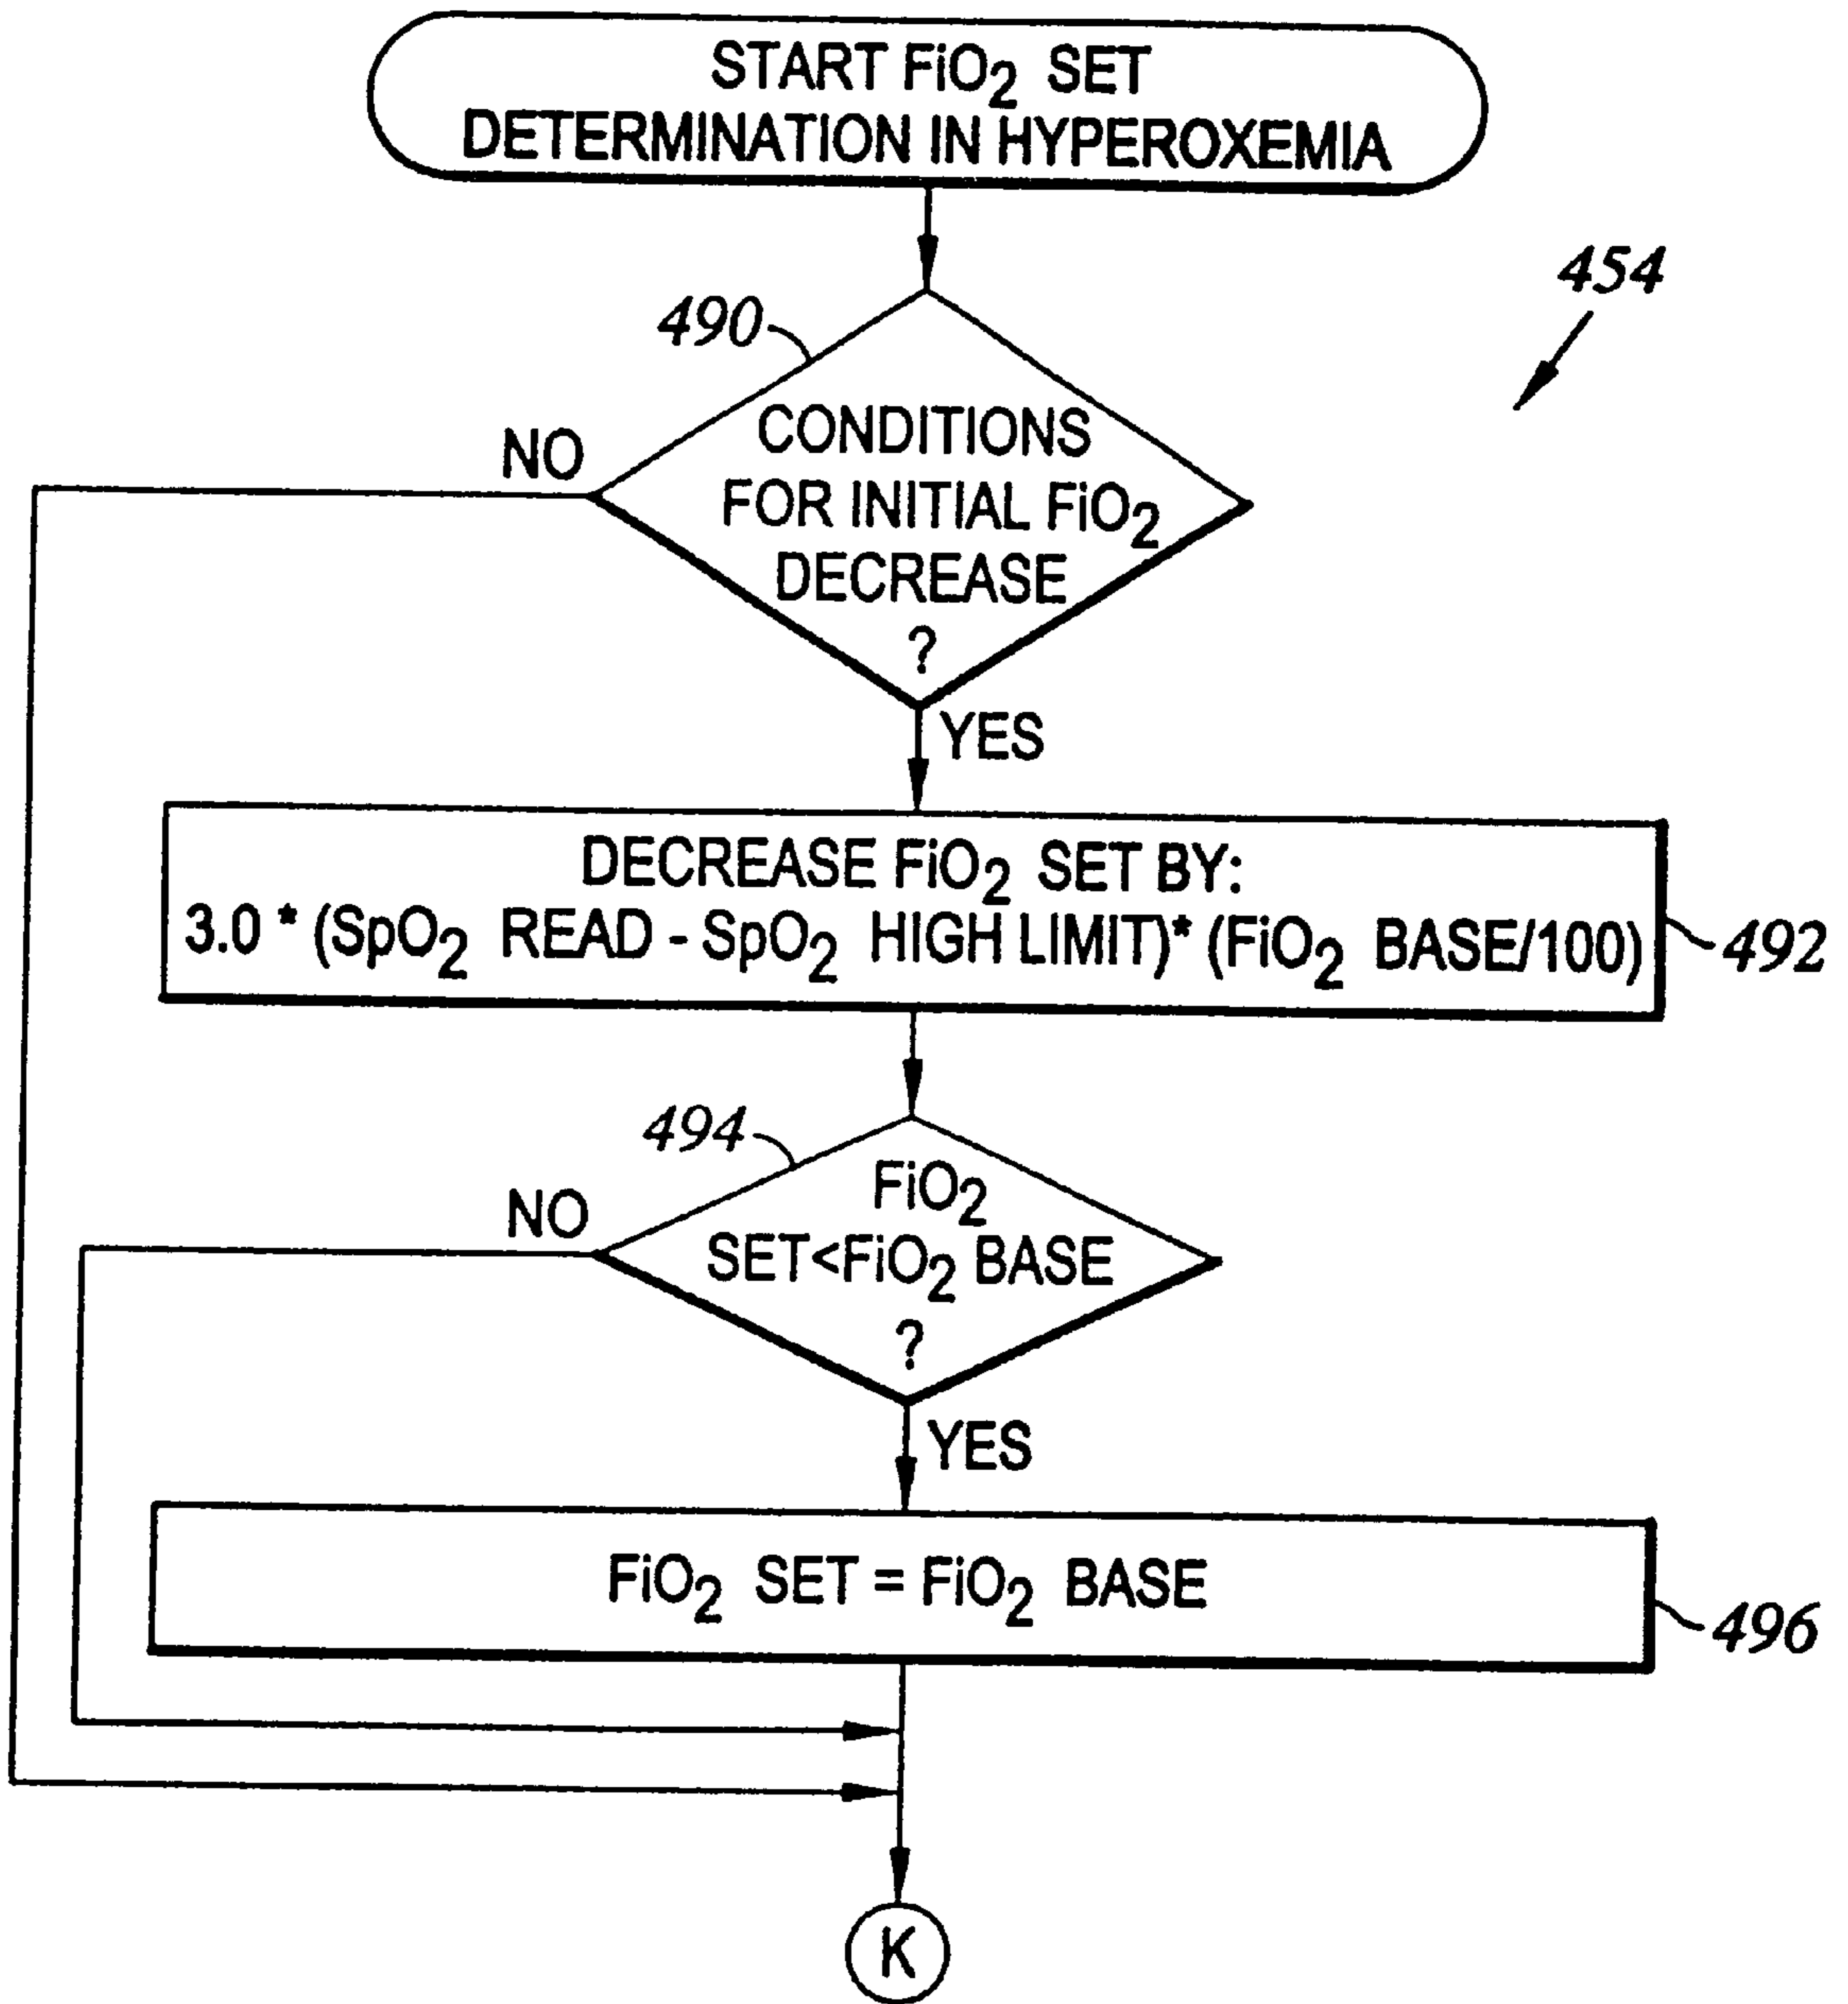 START FiO2 SET
DETERMINATION IN HYPEROXEMIA
454
490
NO
CONDITIONS
FOR INITIAL FiO2
DECREASE
?
YES
DECREASE FiO2 SET BY:
3.0 * (SpO2 READ - SpO2 HIGH LIMIT)* (FiO2 BASE/100)
492
494
NO
FiO2
SET<FiO2 BASE
?
YES
FiO2 SET = FiO2 BASE
496
K